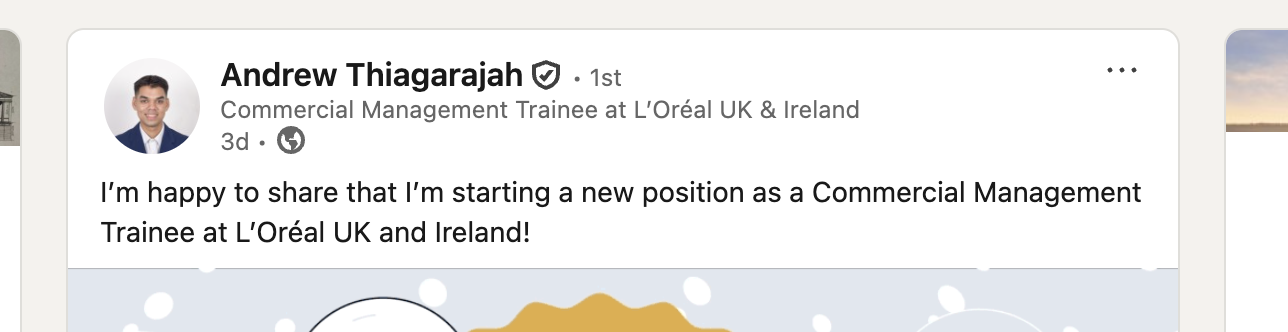 Andrew Thiagarajah • 1st
Commercial Management Trainee at L’Oréal UK & Ireland
3d •
I’m happy to share that I’m starting a new position as a Commercial Management
Trainee at L’Oréal UK and Ireland!